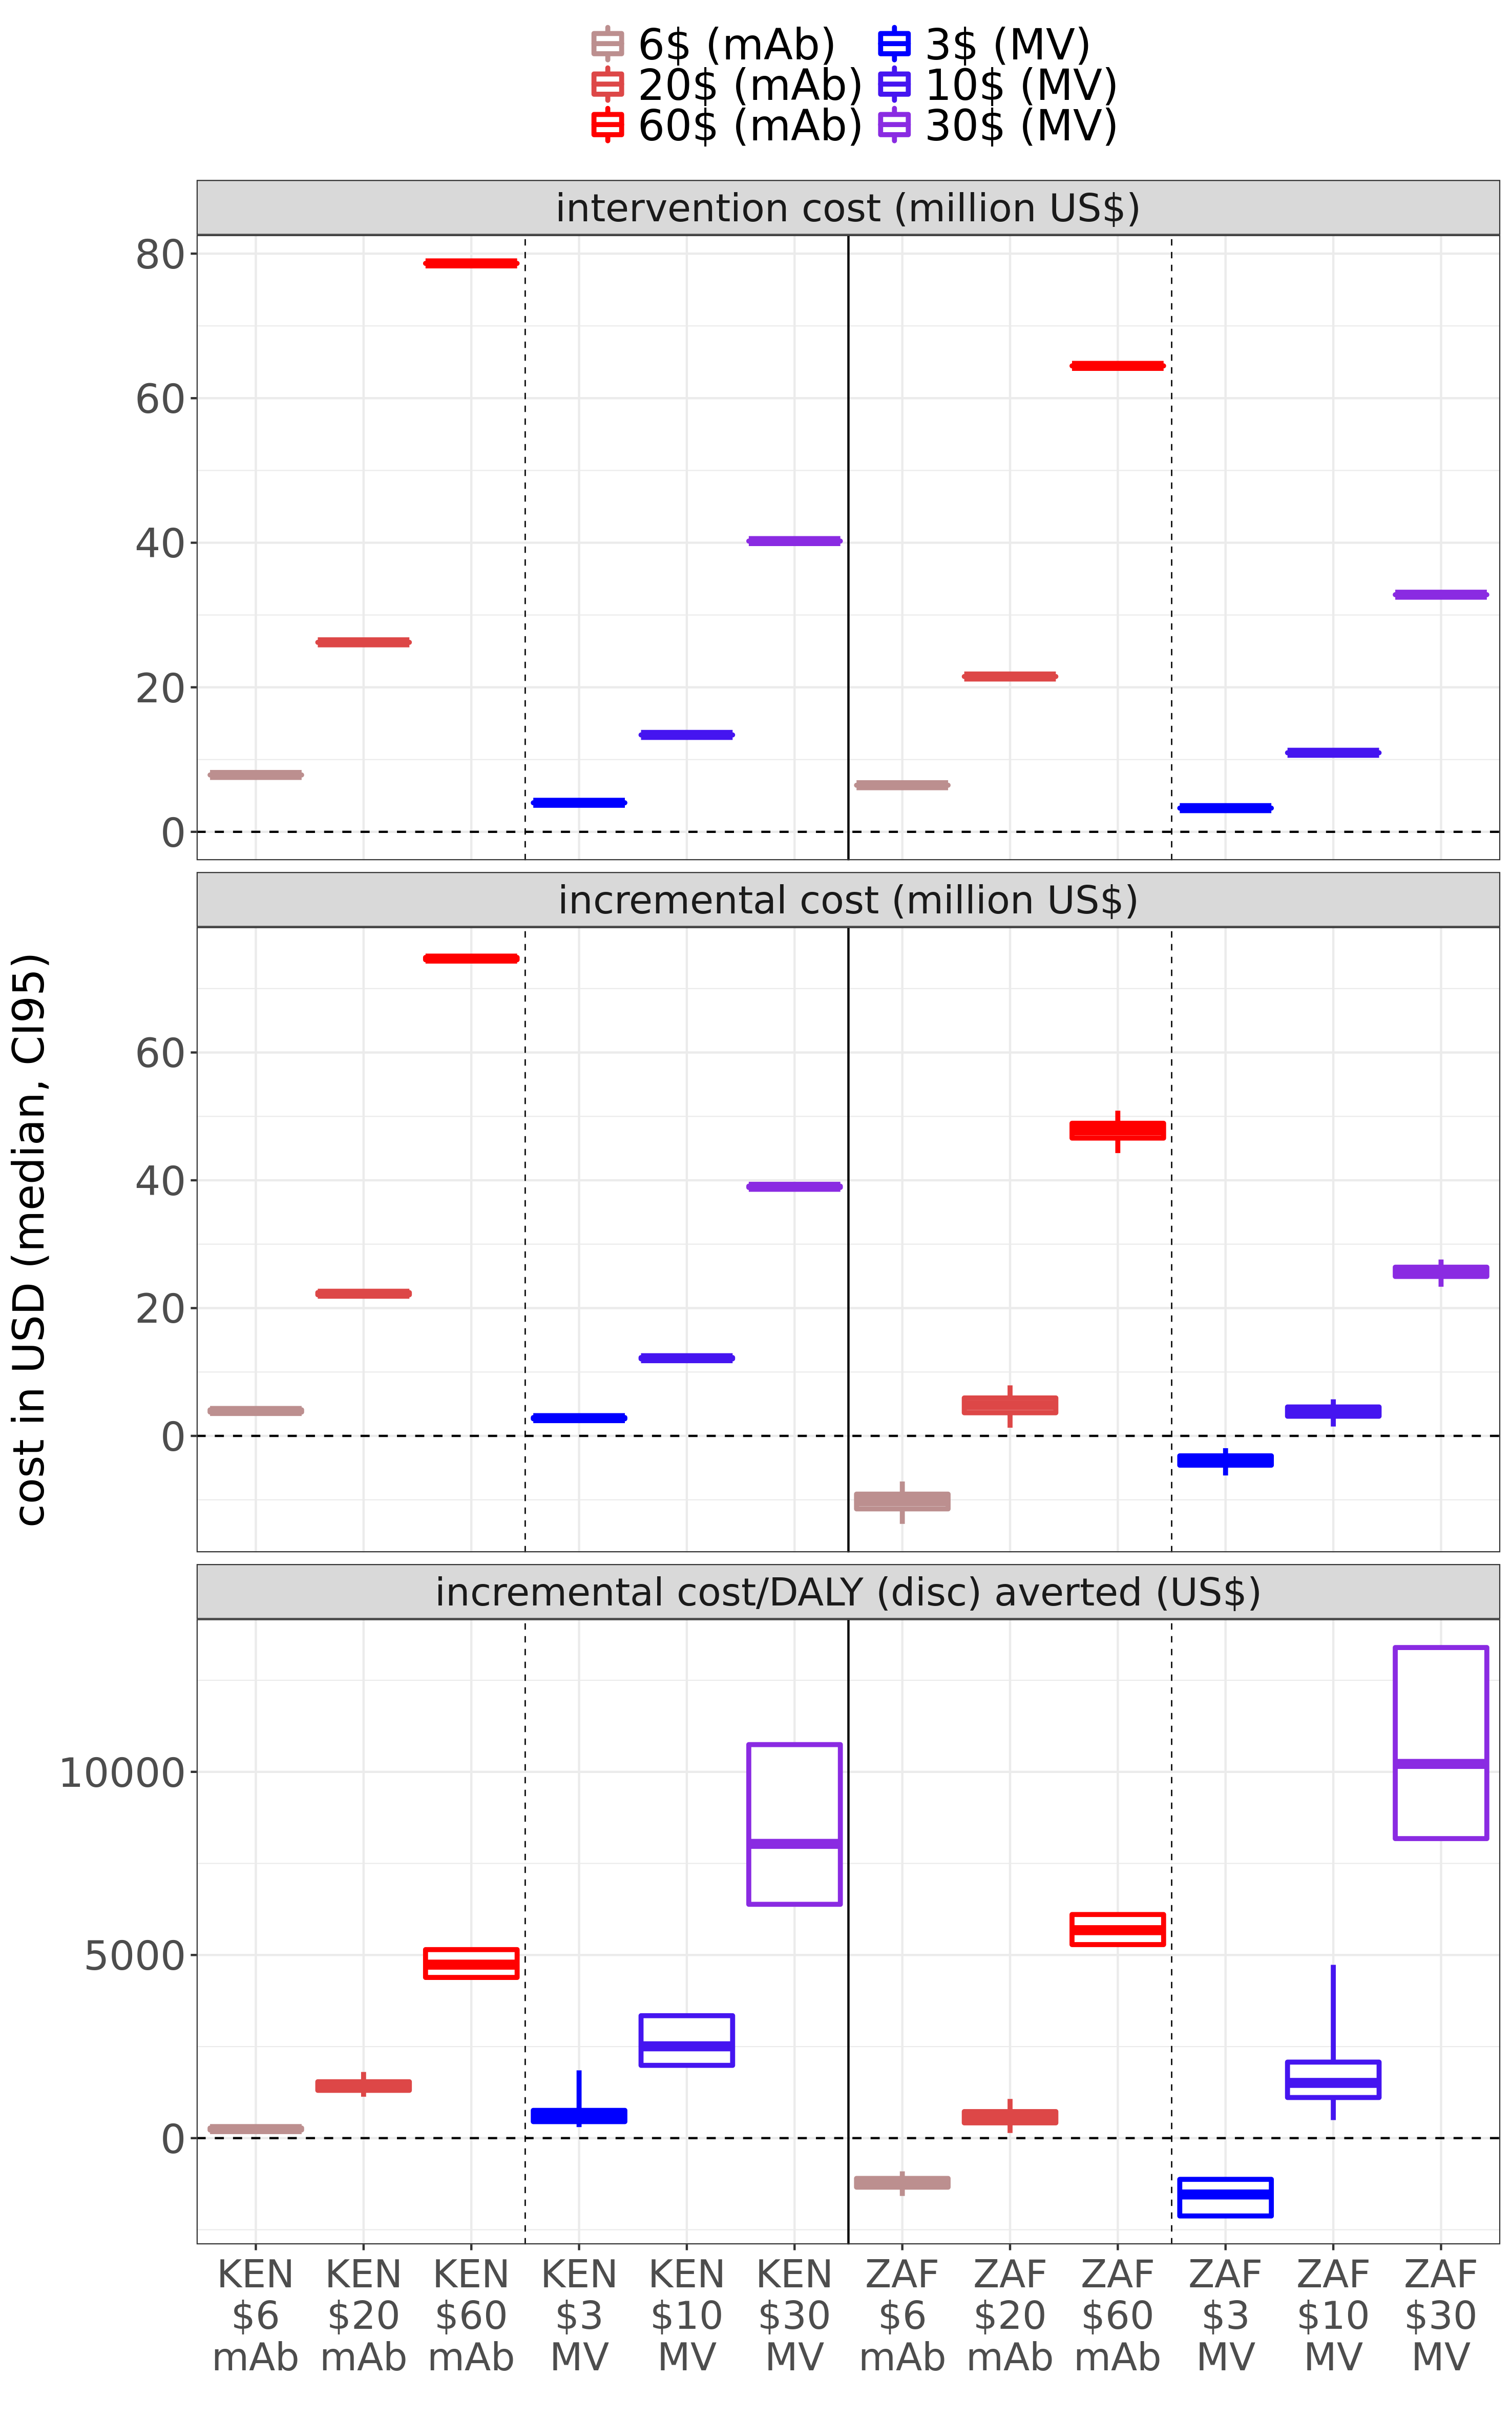 6$ (mAb) 3$ (MV)
20$ (mAb) 10$ (MV)
60$ (mAb) 30$ (MV)
intervention cost (million US$)
80
60
40
20
0
incremental cost (million US$)
60
40
20
0
incremental cost/DALY (disc) averted (US$)
10000
5000
0
cost in USD (median, CI95)
KEN KEN KEN KEN KEN KEN ZAF ZAF ZAF ZAF ZAF ZAF
$6 $20 $60 $3 $10 $30 $6 $20 $60 $3 $10 $30
mAb mAb mAb MV MV MV mAb mAb mAb MV MV MV